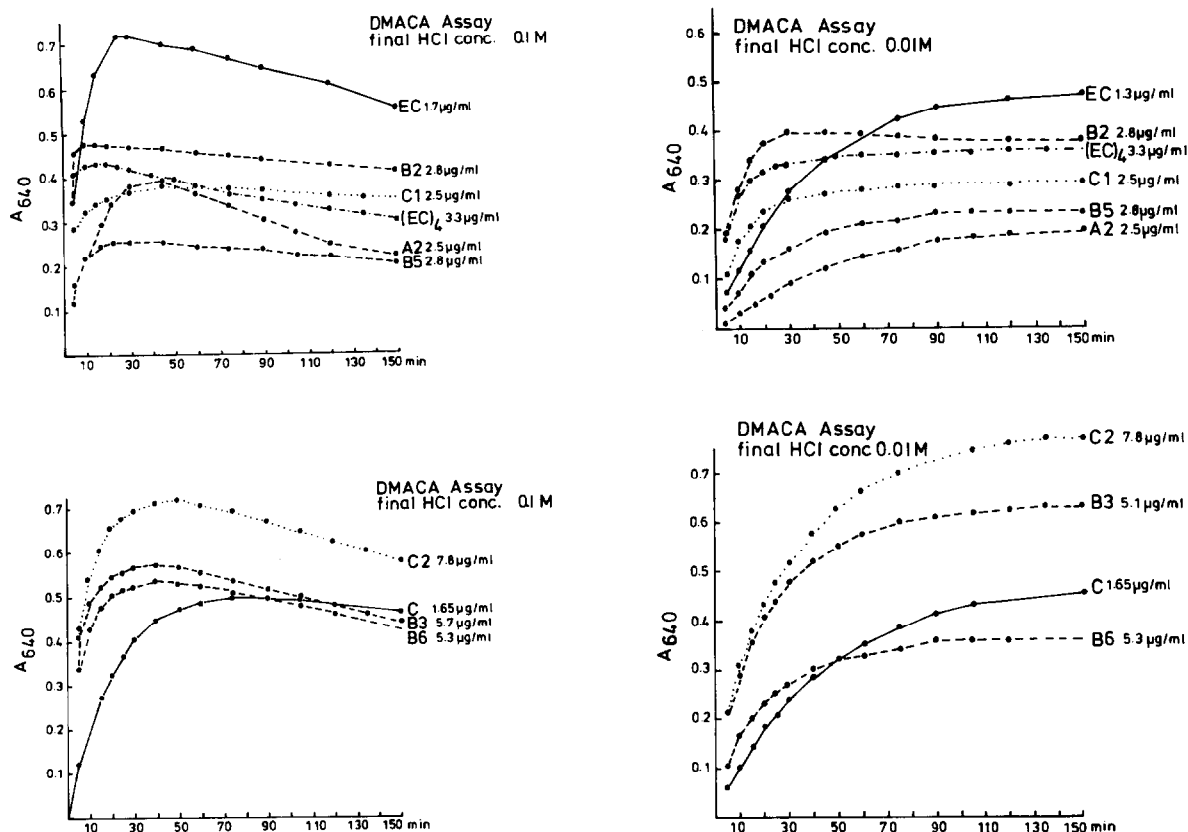 DMACA Assay
final HCl conc. 0.1 M
A640
0.7
0.6
0.5
0.4
0.3
0.2
0.1
EC 1.7µg/ml
B2 2.8µg/ml
C1 2.5µg/ml
(EC)4 3.3µg/ml
A2 2.5µg/ml
B5 2.8µg/ml
10 30 50 70 90 110 130 150 min
DMACA Assay
final HCl conc. 0.01M
A640
0.6
0.5
0.4
0.3
0.2
0.1
EC 1.3µg/ml
B2 2.8µg/ml
(EC)4 3.3µg/ml
C1 2.5µg/ml
B5 2.8µg/ml
A2 2.5µg/ml
10 30 50 70 90 110 130 150 min
DMACA Assay
final HCl conc. 0.1 M
A640
0.7
0.6
0.5
0.4
0.3
0.2
0.1
C2 7.8µg/ml
C 1.65µg/ml
B3 5.7µg/ml
B6 5.3µg/ml
10 30 50 70 90 110 130 150 min
DMACA Assay
final HCl conc 0.01M
A640
0.7
0.6
0.5
0.4
0.3
0.2
0.1
C2 7.8µg/ml
B3 5.1µg/ml
C 1.65µg/ml
B6 5.3µg/ml
10 30 50 70 90 110 130 150 min